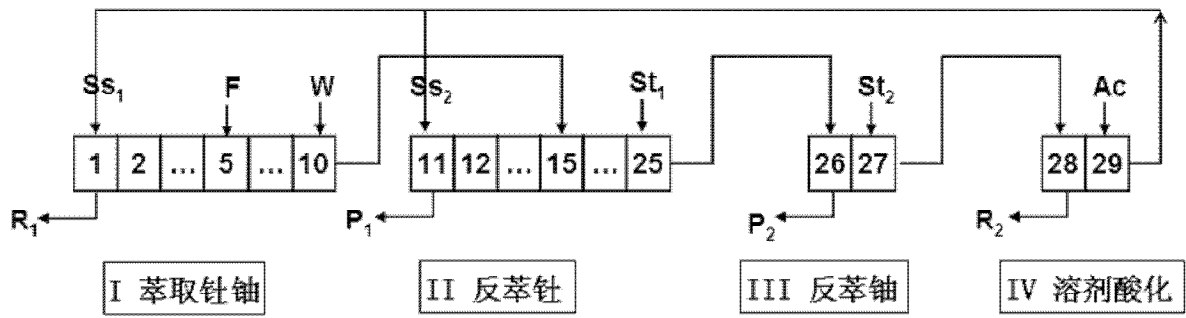 Ss₁ F W Ss₂ St₁ St₂ Ac
1 2 ... 5 ... 10 11 12 ... 15 ... 25 26 27 28 29
R₁ P₁ P₂ R₂
I 萃取钍铀 II 反萃钍 III 反萃铀 IV 溶剂酸化